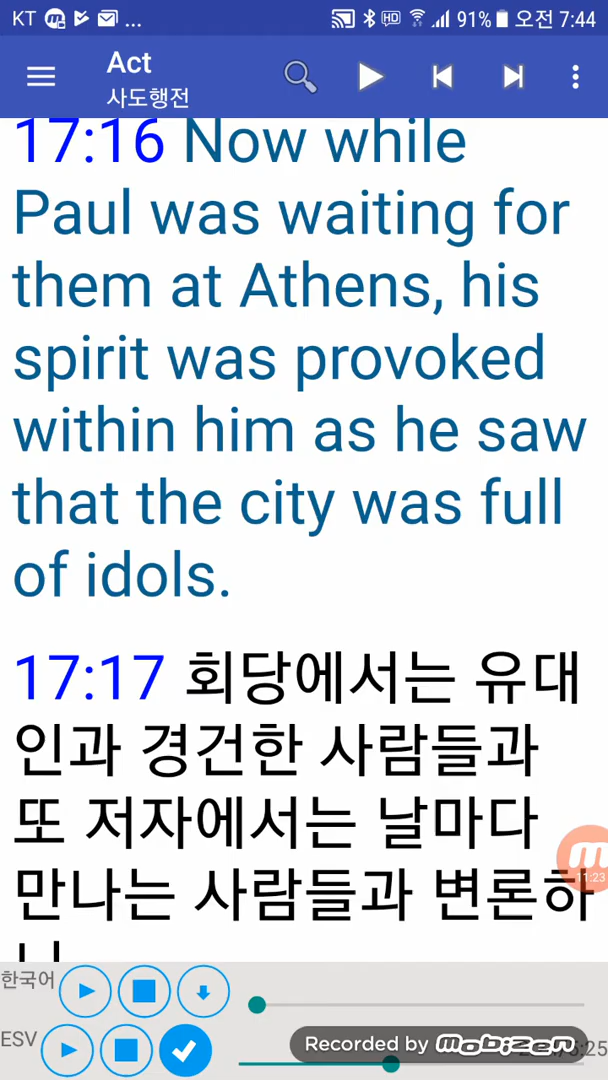 KT ... HD 91% 오전 7:44
Act
사도행전
17:16 Now while
Paul was waiting for
them at Athens, his
spirit was provoked
within him as he saw
that the city was full
of idols.
17:17 회당에서는 유대
인과 경건한 사람들과
또 저자에서는 날마다
만나는 사람들과 변론하
니
11:23
한국어
ESV
Recorded by mobizen